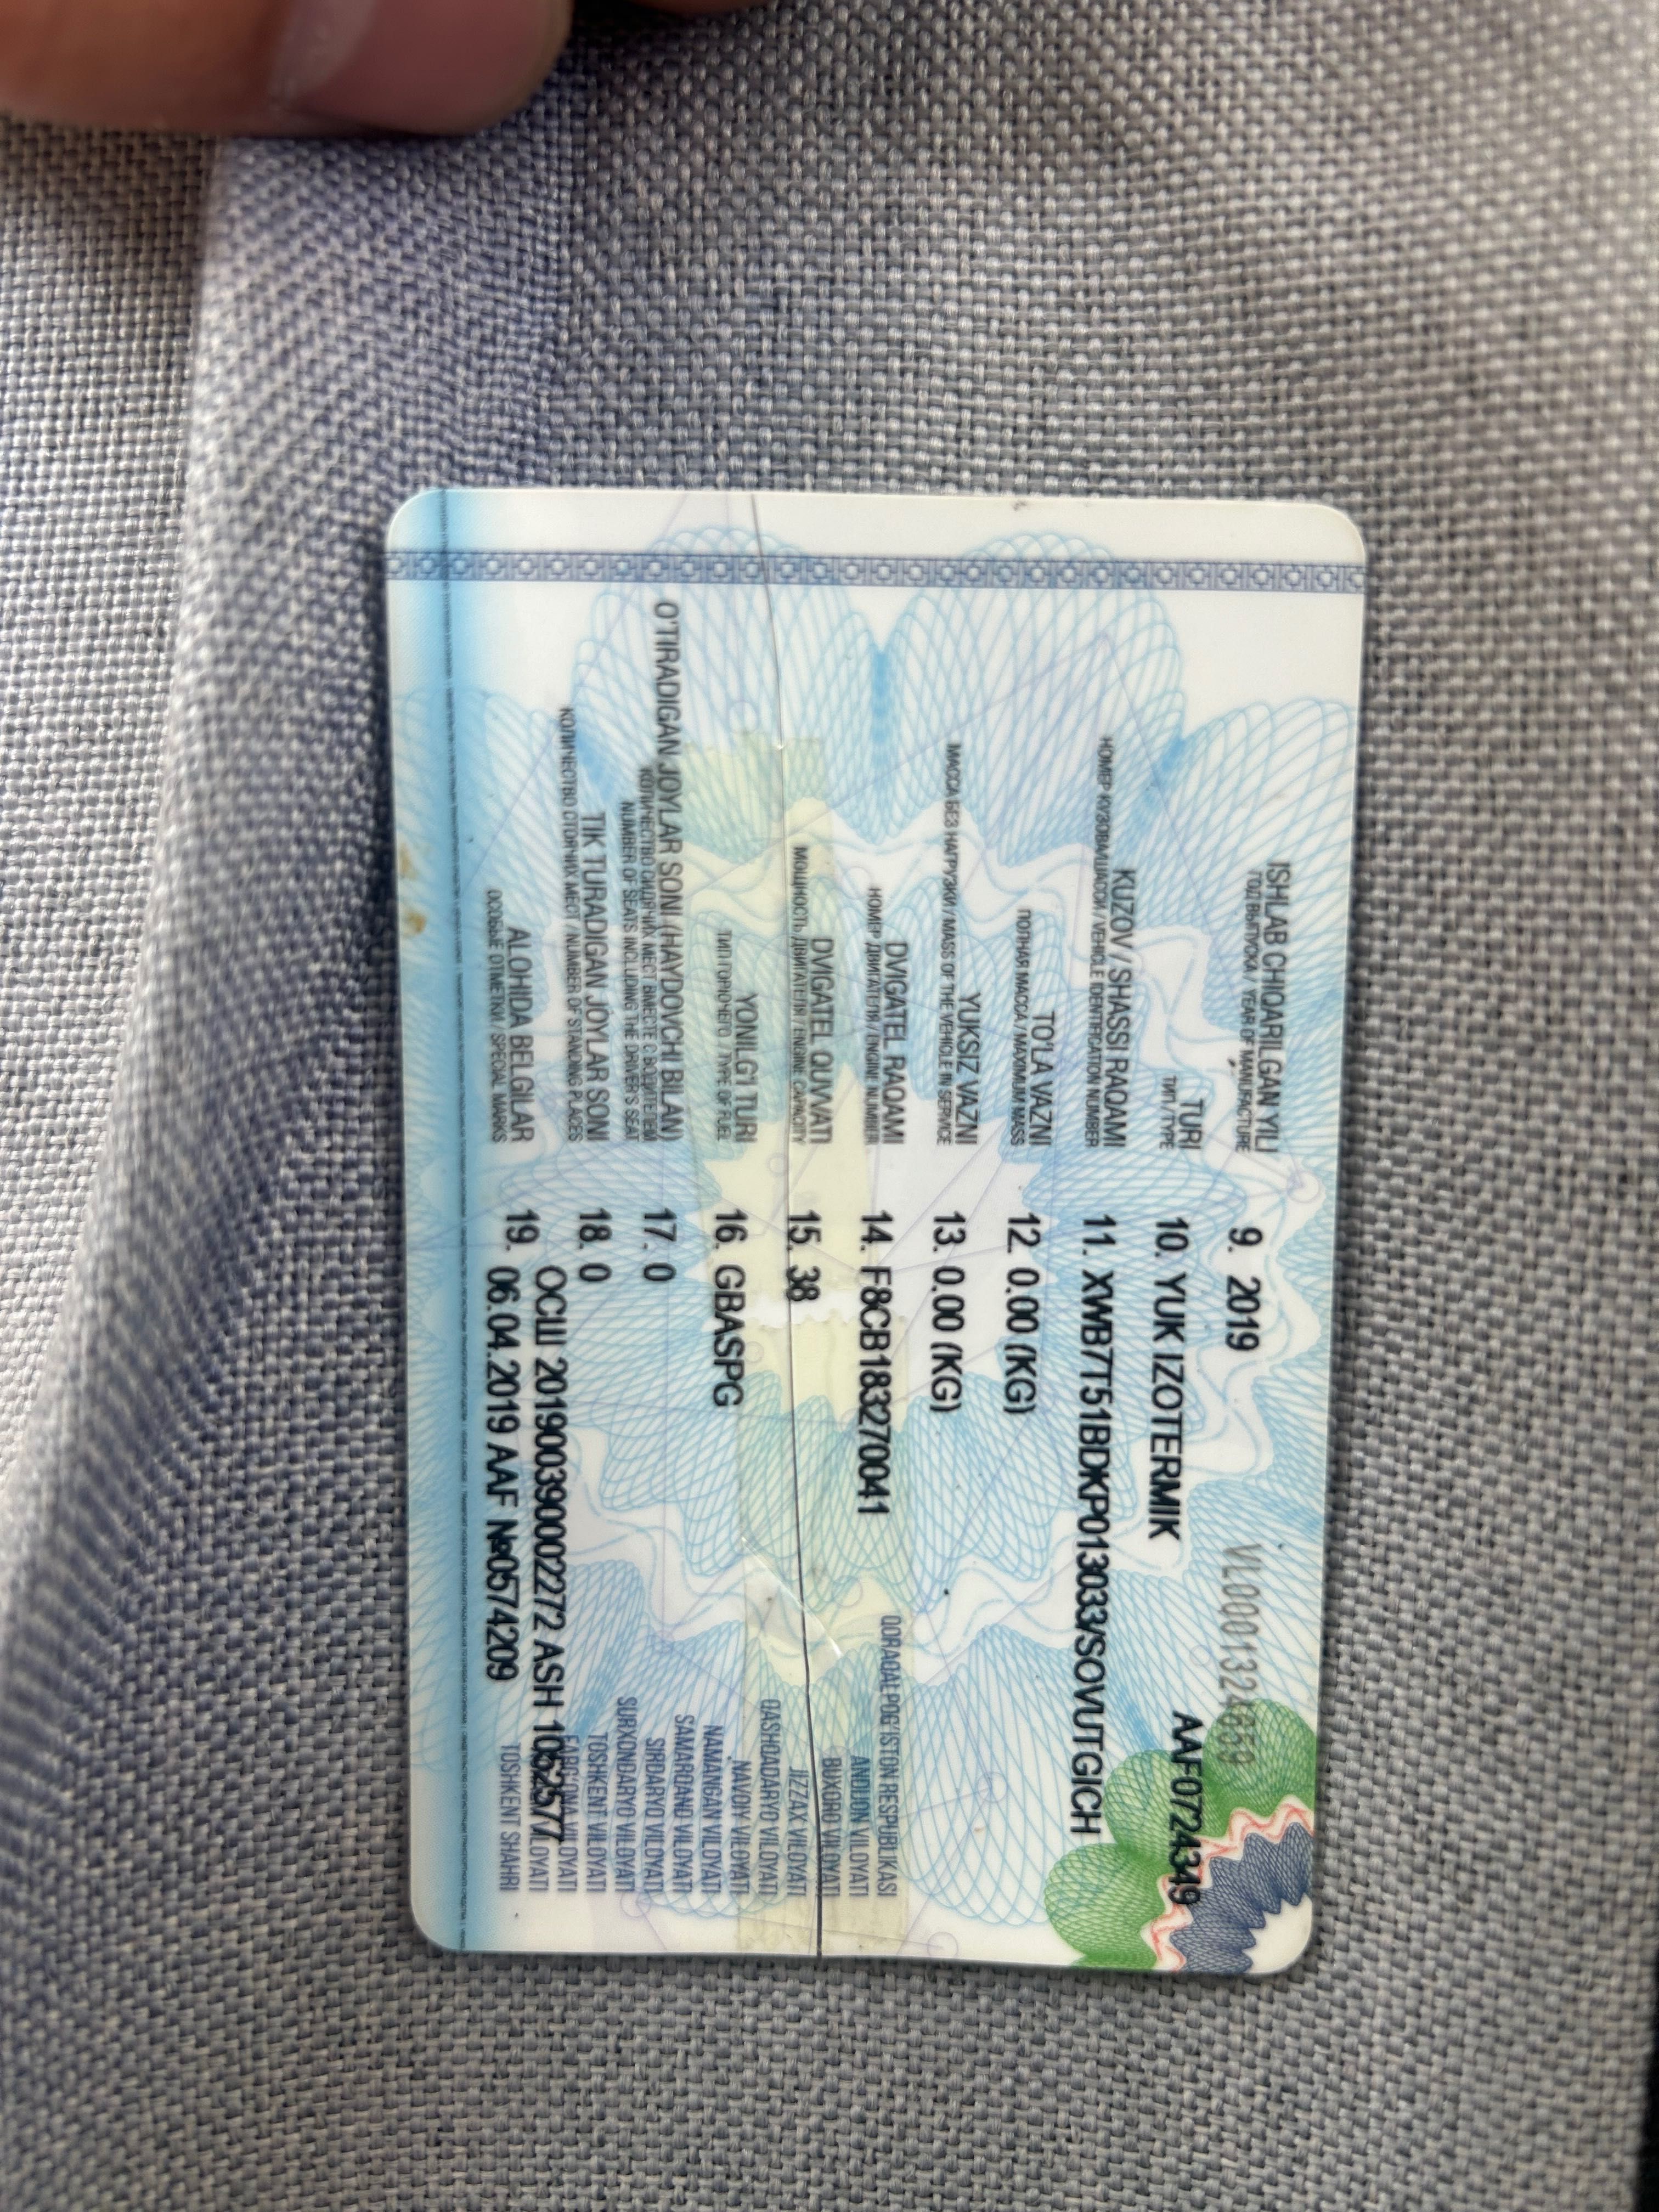 VL0001324859
ISHLAB CHIQARILGAN YILI 9. 2019
ГОД ВЫПУСКА / YEAR OF MANUFACTURE
AAF0724349
TURI 10. YUK IZOTERMIK
ТИП / TYPE
KUZOV / SHASSI RAQAMI 11. XWB7T51BDKP013033/SOVUTGICH
НОМЕР КУЗОВА/ШАССИ / VEHICLE IDENTIFICATION NUMBER
TO'LA VAZNI 12. 0.00 (KG)
ПОЛНАЯ МАССА / MAXIMUM MASS
YUKSIZ VAZNI 13. 0.00 (KG)
МАССА БЕЗ НАГРУЗКИ / MASS OF THE VEHICLE IN SERVICE
DVIGATEL RAQAMI 14. F8CB183270041
НОМЕР ДВИГАТЕЛЯ / ENGINE NUMBER
DVIGATEL QUVVATI 15. 38
МОЩНОСТЬ ДВИГАТЕЛЯ / ENGINE CAPACITY
YONILG'I TURI 16. GBASPG
ТИП ГОРЮЧЕГО / TYPE OF FUEL
O'TIRADIGAN JOYLAR SONI (HAYDOVCHI BILAN) 17. 0
КОЛИЧЕСТВО СИДЯЧИХ МЕСТ ВМЕСТЕ С ВОДИТЕЛЕМ
NUMBER OF SEATS INCLUDING THE DRIVER'S SEAT
TIK TURADIGAN JOYLAR SONI 18. 0
КОЛИЧЕСТВО СТОЯЧИХ МЕСТ / NUMBER OF STANDING PLACES
ALOHIDA BELGILAR 19. ОСШ 201900390002272 ASH 10525777
ОСОБЫЕ ОТМЕТКИ / SPECIAL MARKS 06.04.2019 AAF №0574209
QORAQALPOG'ISTON RESPUBLIKASI
ANDIJON VILOYATI
BUXORO VILOYATI
JIZZAX VILOYATI
QASHQADARYO VILOYATI
NAVOIY VILOYATI
NAMANGAN VILOYATI
SAMARQAND VILOYATI
SIRDARYO VILOYATI
SURXONDARYO VILOYATI
TOSHKENT VILOYATI
FARG'ONA VILOYATI
TOSHKENT SHAHRI